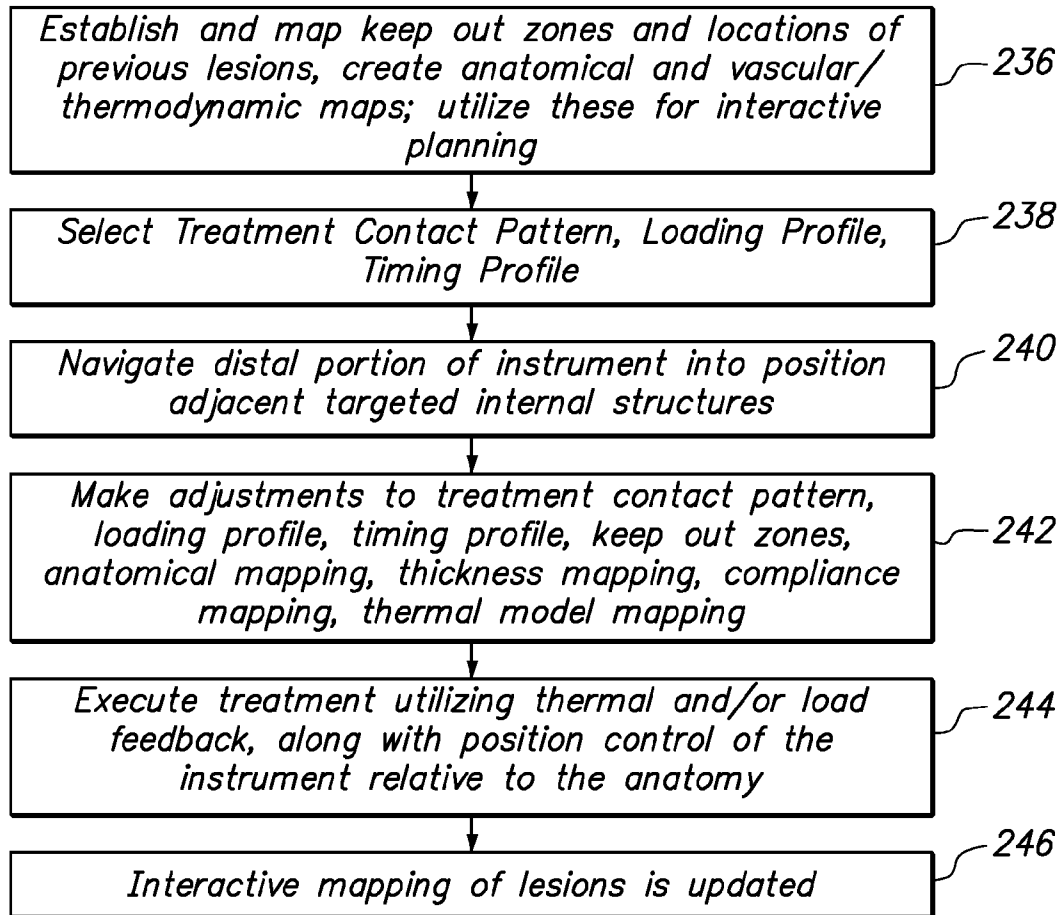 Establish and map keep out zones and locations of
previous lesions, create anatomical and vascular/
thermodynamic maps; utilize these for interactive
planning
236
Select Treatment Contact Pattern, Loading Profile,
Timing Profile
238
Navigate distal portion of instrument into position
adjacent targeted internal structures
240
Make adjustments to treatment contact pattern,
loading profile, timing profile, keep out zones,
anatomical mapping, thickness mapping, compliance
mapping, thermal model mapping
242
Execute treatment utilizing thermal and/or load
feedback, along with position control of the
instrument relative to the anatomy
244
Interactive mapping of lesions is updated
246